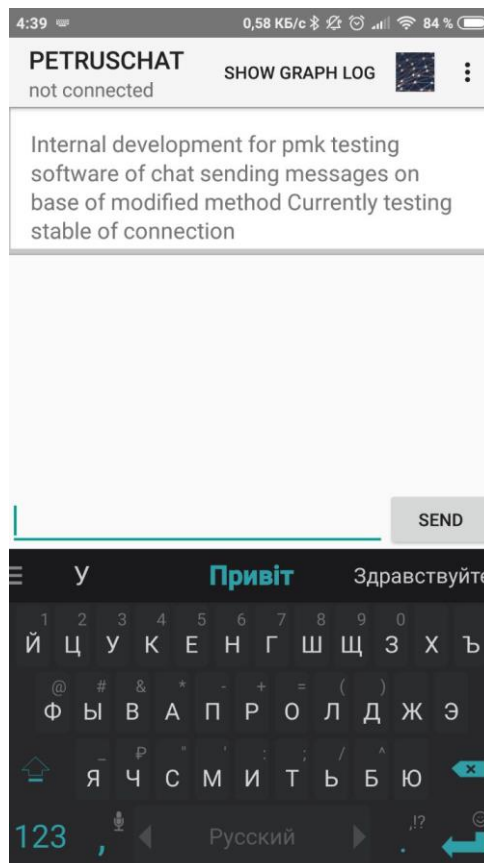 4:39 0,58 КБ/с 84 %
PETRUSCHAT SHOW GRAPH LOG
not connected
Internal development for pmk testing
software of chat sending messages on
base of modified method Currently testing
stable of connection
SEND
У Привіт Здравствуйте
1 2 3 4 5 6 7 8 9 0
Й Ц У К Е Н Г Ш Щ З Х Ъ
@ # & * - + = ( )
Ф Ы В А П Р О Л Д Ж Э
_ ₽ " ' : ; / ^
Я Ч С М И Т Ь Б Ю
,!?
123 , Русский .